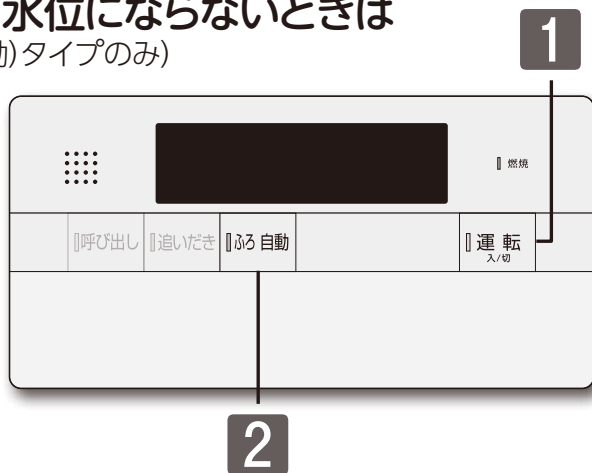 水位にならないときは
)タイプのみ)
1
燃焼
呼び出し 追いだき ふろ 自動 運転
入/切
2